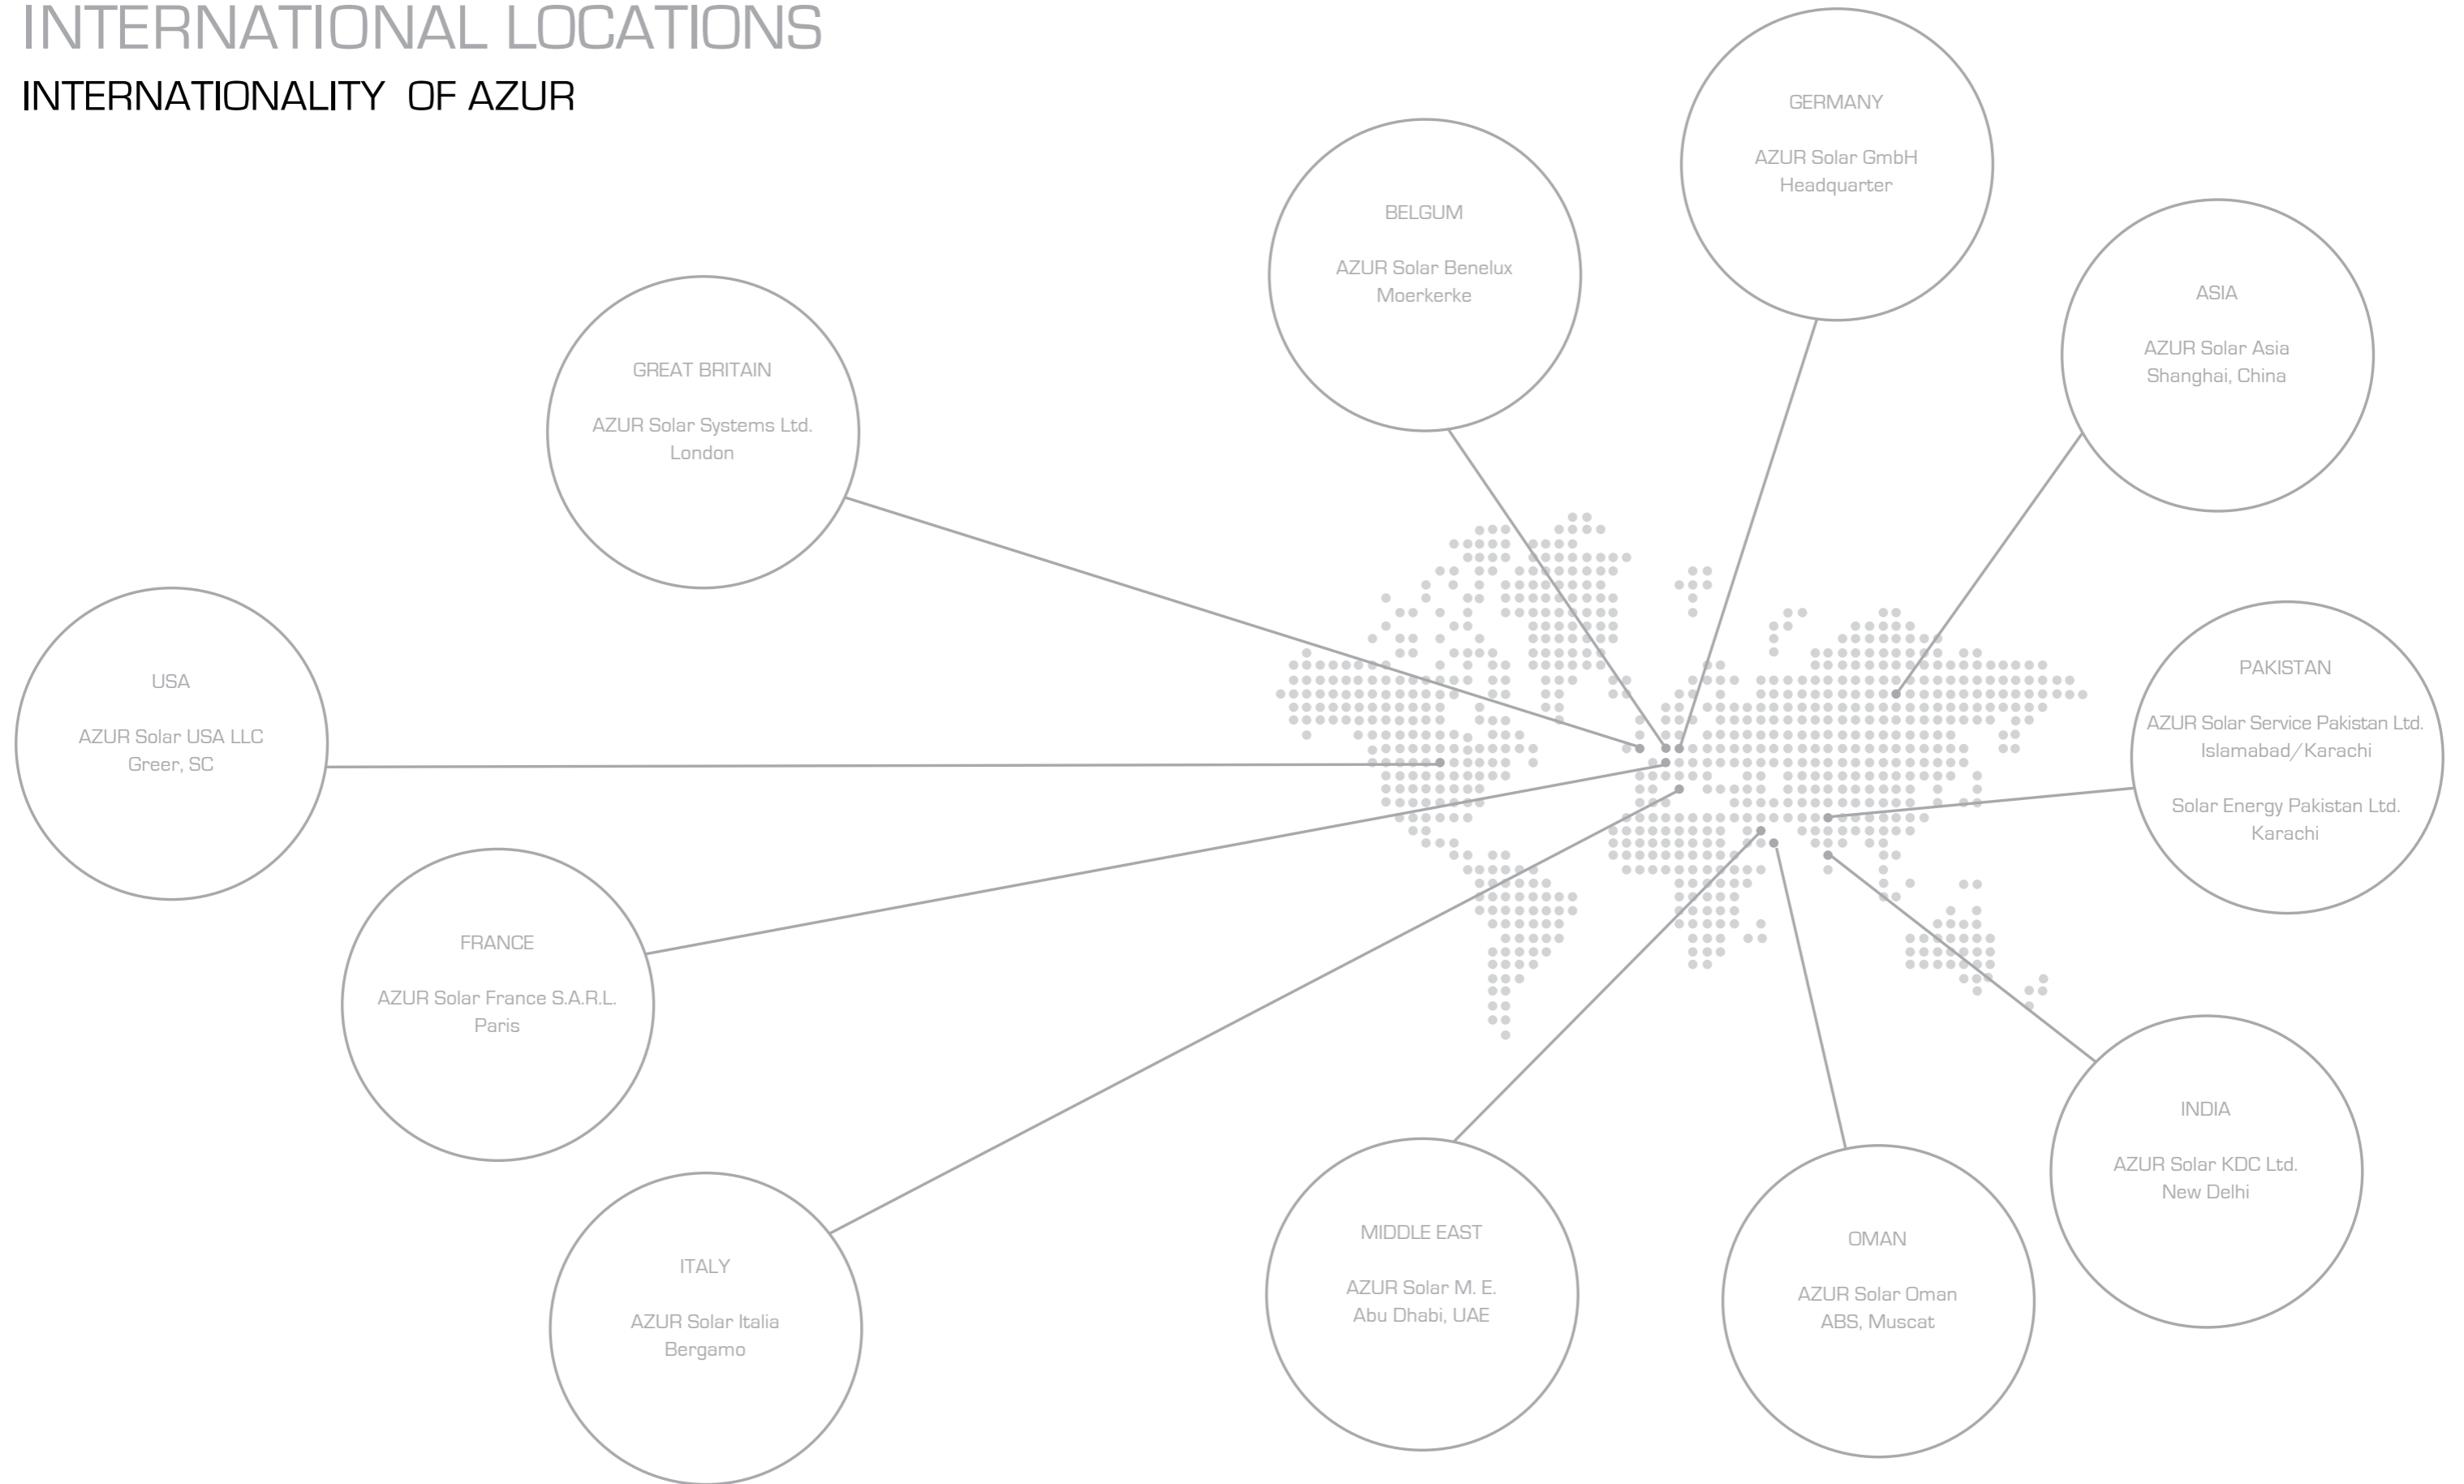 INTERNATIONAL LOCATIONS
INTERNATIONALITY OF AZUR
GERMANY
AZUR Solar GmbH
Headquarter
BELGUM
AZUR Solar Benelux
Moerkerke
ASIA
AZUR Solar Asia
Shanghai, China
GREAT BRITAIN
AZUR Solar Systems Ltd.
London
USA
AZUR Solar USA LLC
Greer, SC
PAKISTAN
AZUR Solar Service Pakistan Ltd.
Islamabad/Karachi
Solar Energy Pakistan Ltd.
Karachi
FRANCE
AZUR Solar France S.A.R.L.
Paris
INDIA
AZUR Solar KDC Ltd.
New Delhi
ITALY
AZUR Solar Italia
Bergamo
MIDDLE EAST
AZUR Solar M. E.
Abu Dhabi, UAE
OMAN
AZUR Solar Oman
ABS, Muscat